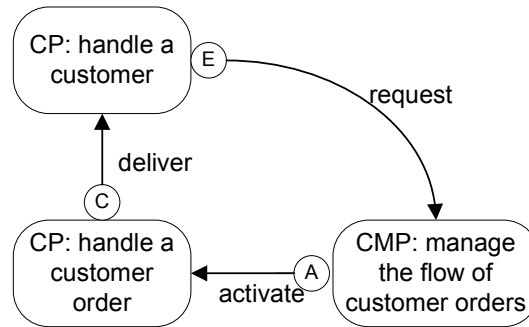 CP: handle a
customer
E
request
deliver
C
CP: handle a
customer
order
A
activate
CMP: manage
the flow of
customer orders